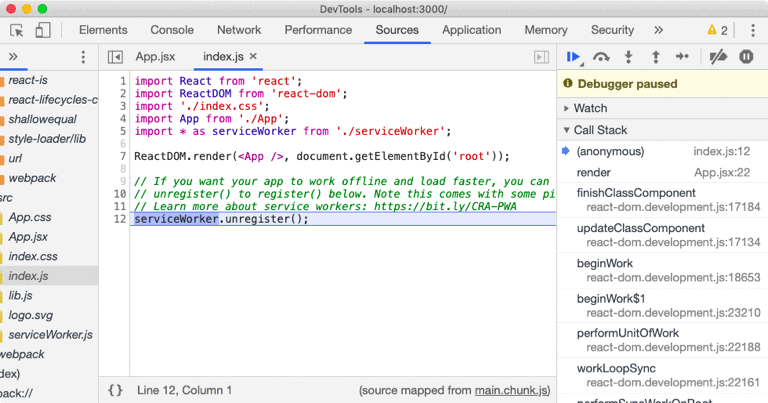 DevTools - localhost:3000/
Elements Console Network Performance Sources Application Memory Security » 2
»
App.jsx index.js ×
react-is
react-lifecycles-c
shallowequal
style-loader/lib
url
webpack
src
App.css
App.jsx
index.css
index.js
lib.js
logo.svg
serviceWorker.js
webpack
dex)
pack://
1 import React from 'react';
2 import ReactDOM from 'react-dom';
3 import './index.css';
4 import App from './App';
5 import * as serviceWorker from './serviceWorker';
6
7 ReactDOM.render(<App />, document.getElementById('root'));
8
9 // If you want your app to work offline and load faster, you can
10 // unregister() to register() below. Note this comes with some pi
11 // Learn more about service workers: https://bit.ly/CRA-PWA
12 serviceWorker.unregister();
{} Line 12, Column 1 (source mapped from main.chunk.js)
Debugger paused
Watch
Call Stack
(anonymous) index.js:12
render App.jsx:22
finishClassComponent
react-dom.development.js:17184
updateClassComponent
react-dom.development.js:17134
beginWork
react-dom.development.js:18653
beginWork$1
react-dom.development.js:23210
performUnitOfWork
react-dom.development.js:22188
workLoopSync
react-dom.development.js:22161
performSyncWorkOnRoot